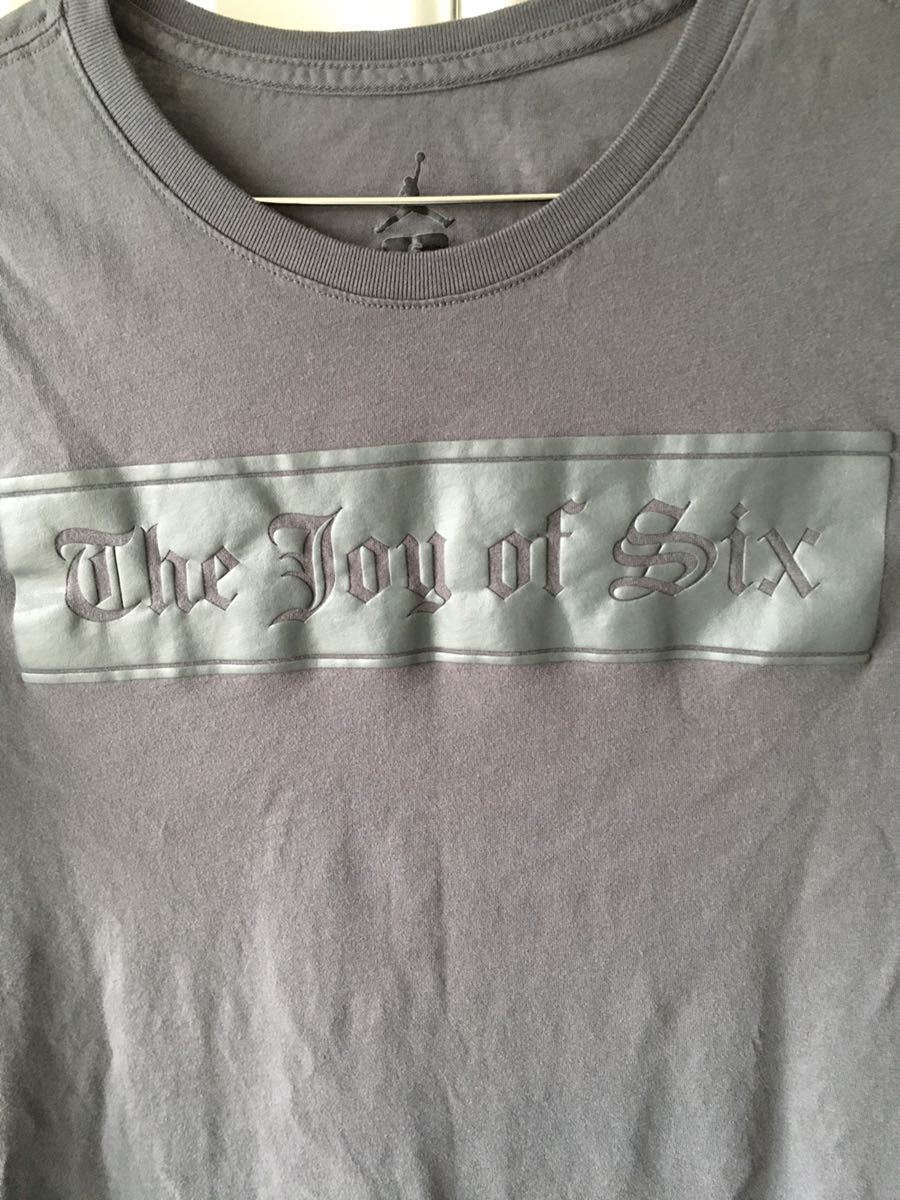 The Joy of Six